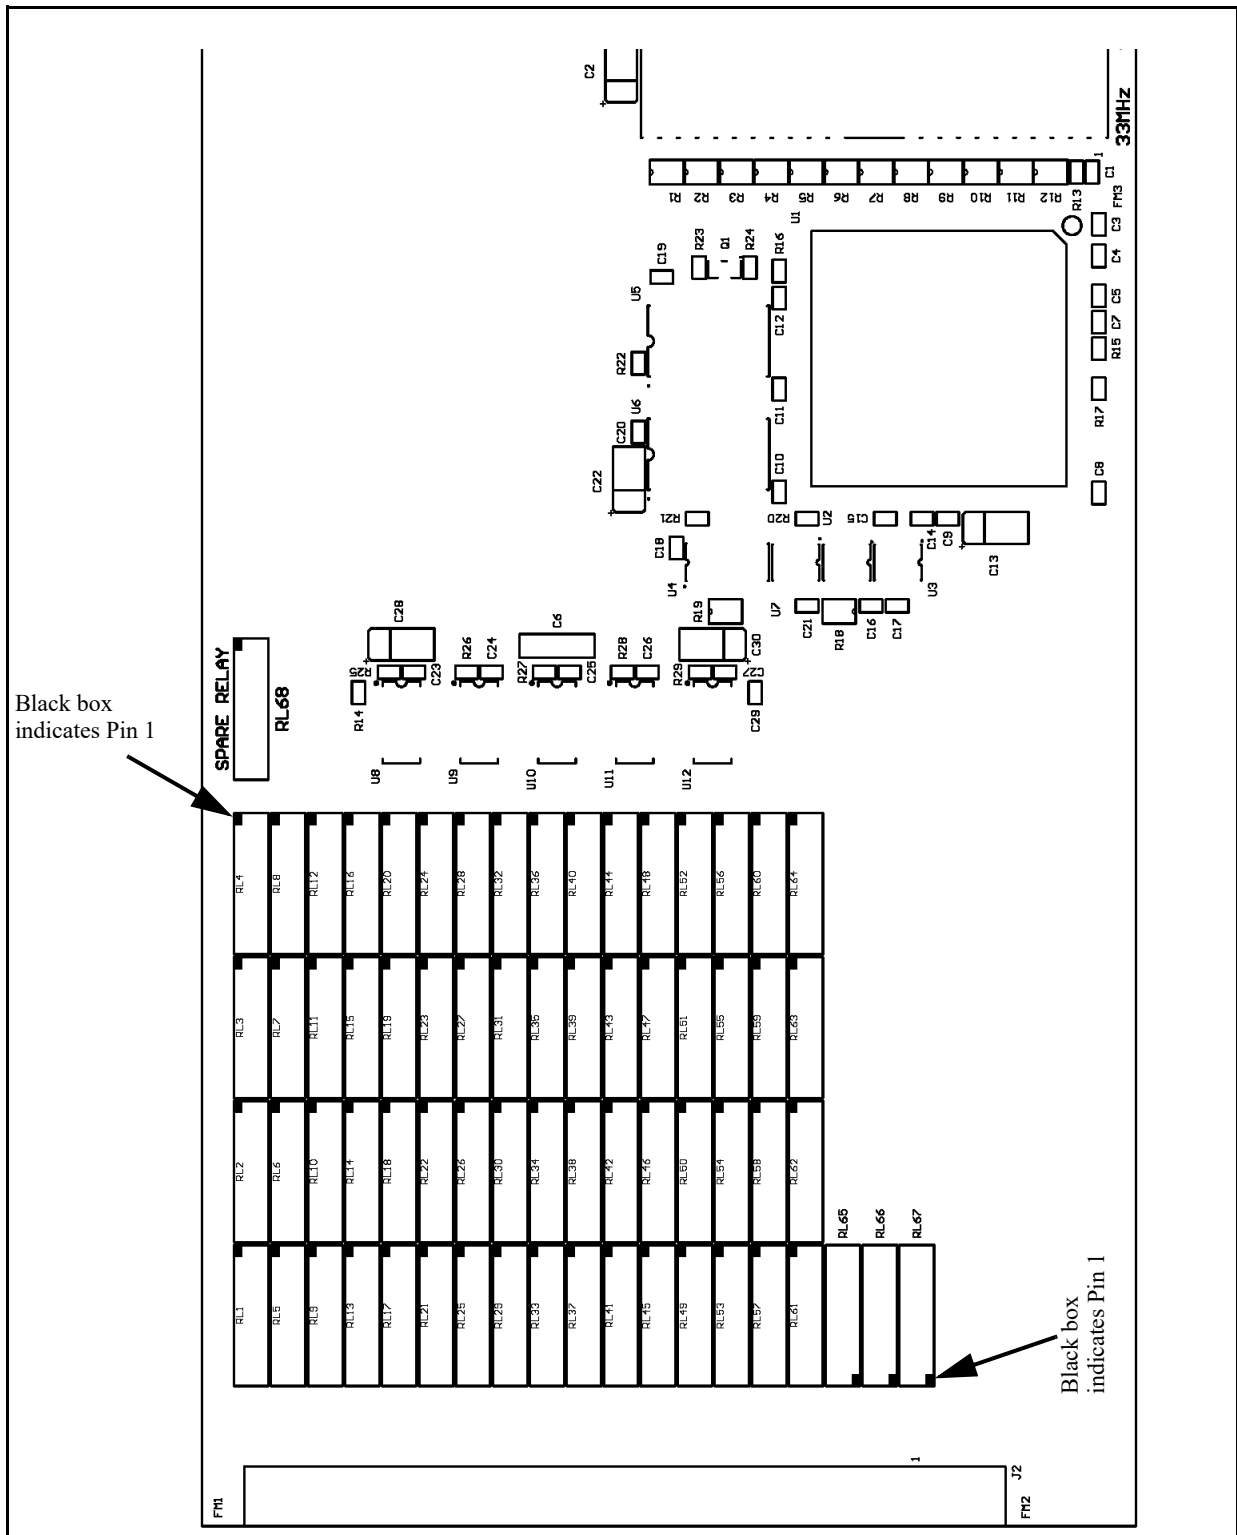 C2
33MHz
1
R1 R2 R3 R4 R5 R6 R7 R8 R9 R10 R11 R12 R13 C1
FM3
U1
C3
C4
C5
C7
R15
R17
C8
C19 R23 Q1 R24 R16
U5
C12
R22
C11
U6
C20
C10
C22
R21 R20 U2 C15 C14 C9 C13
C18
U4 U7 U3
R19 C21 R18 C16 C17
C28 C6 C30
R25 C23 R26 C24 R27 C25 R28 C26 R29 C27
R14 C29
U8 U9 U10 U11 U12
SPARE RELAY
RL68
Black box
indicates Pin 1
RL4 RL8 RL12 RL16 RL20 RL24 RL28 RL32 RL36 RL40 RL44 RL48 RL52 RL56 RL60 RL64
RL3 RL7 RL11 RL15 RL19 RL23 RL27 RL31 RL35 RL39 RL43 RL47 RL51 RL55 RL59 RL63
RL2 RL6 RL10 RL14 RL18 RL22 RL26 RL30 RL34 RL38 RL42 RL46 RL50 RL54 RL58 RL62
RL65 RL66 RL67
RL1 RL5 RL9 RL13 RL17 RL21 RL25 RL29 RL33 RL37 RL41 RL45 RL49 RL53 RL57 RL61
Black box
indicates Pin 1
1
J2
FM1
FM2